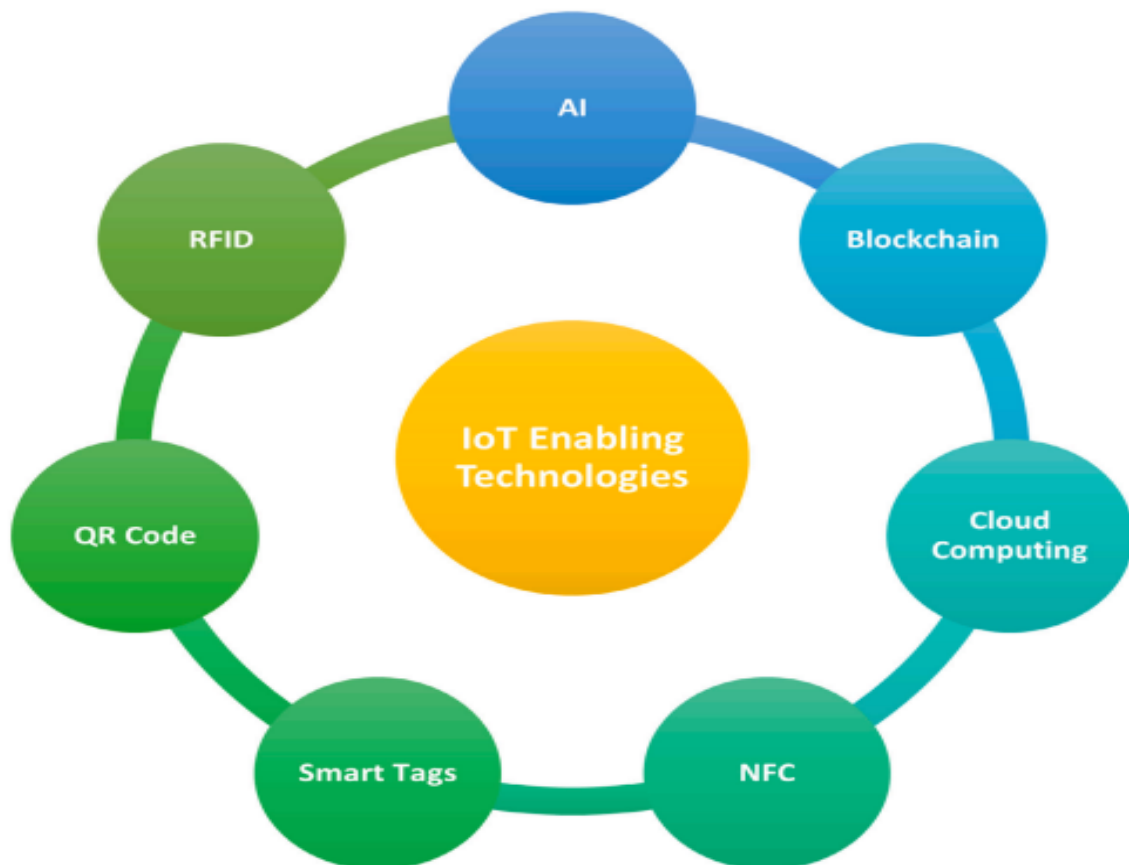 AI
Blockchain
Cloud
Computing
NFC
Smart Tags
QR Code
RFID
IoT Enabling
Technologies